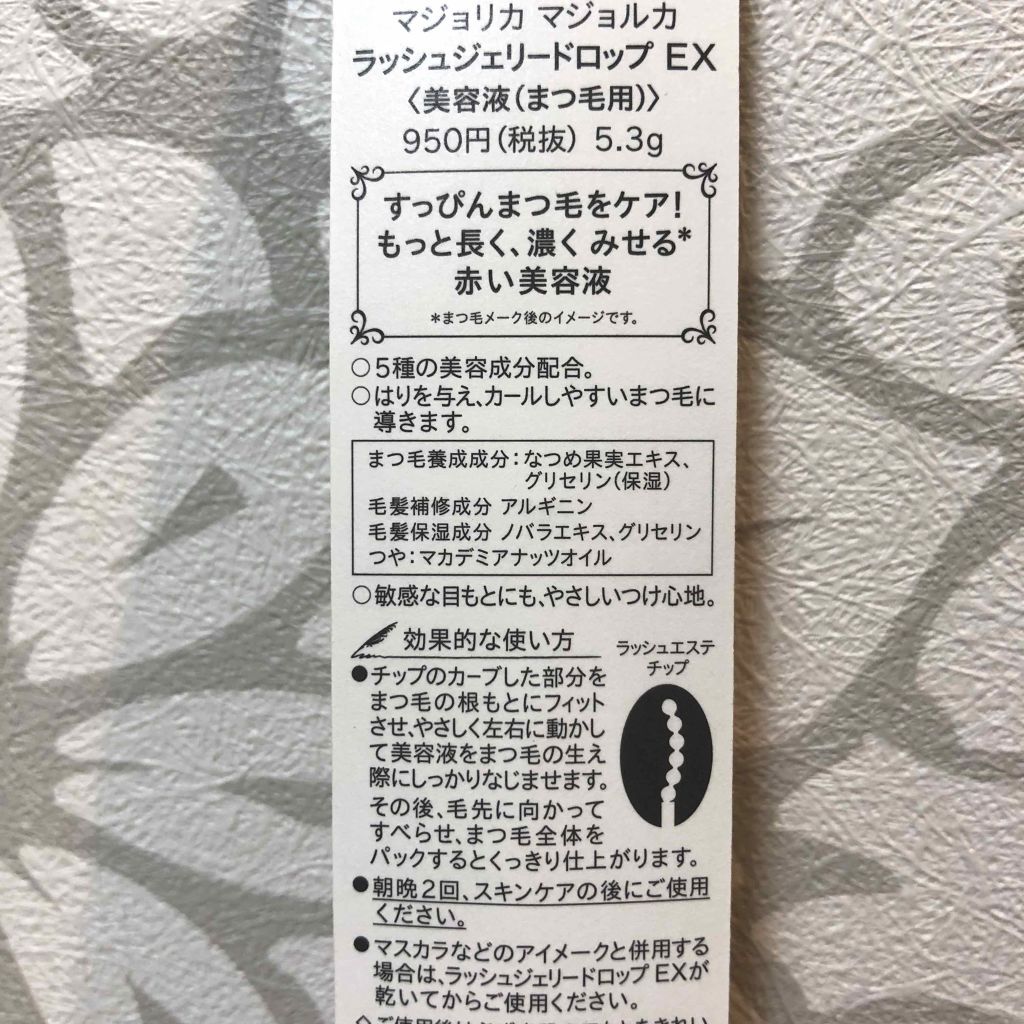 マジョリカ マジョルカ
ラッシュジェリードロップ EX
〈美容液(まつ毛用)〉
950円(税抜) 5.3g
すっぴんまつ毛をケア!
もっと長く、濃く みせる*
赤い美容液
*まつ毛メーク後のイメージです。
○5種の美容成分配合。
○はりを与え、カールしやすいまつ毛に
導きます。
まつ毛養成成分:なつめ果実エキス、
グリセリン(保湿)
毛髪補修成分 アルギニン
毛髪保湿成分 ノバラエキス、グリセリン
つや:マカデミアナッツオイル
○敏感な目もとにも、やさしいつけ心地。
効果的な使い方
ラッシュエステ
チップ
●チップのカーブした部分を
まつ毛の根もとにフィット
させ、やさしく左右に動かし
て美容液をまつ毛の生え
際にしっかりなじませます。
その後、毛先に向かって
すべらせ、まつ毛全体を
パックするとくっきり仕上がります。
●朝晩2回、スキンケアの後にご使用
ください。
●マスカラなどのアイメークと併用する
場合は、ラッシュジェリードロップ EXが
乾いてからご使用ください。